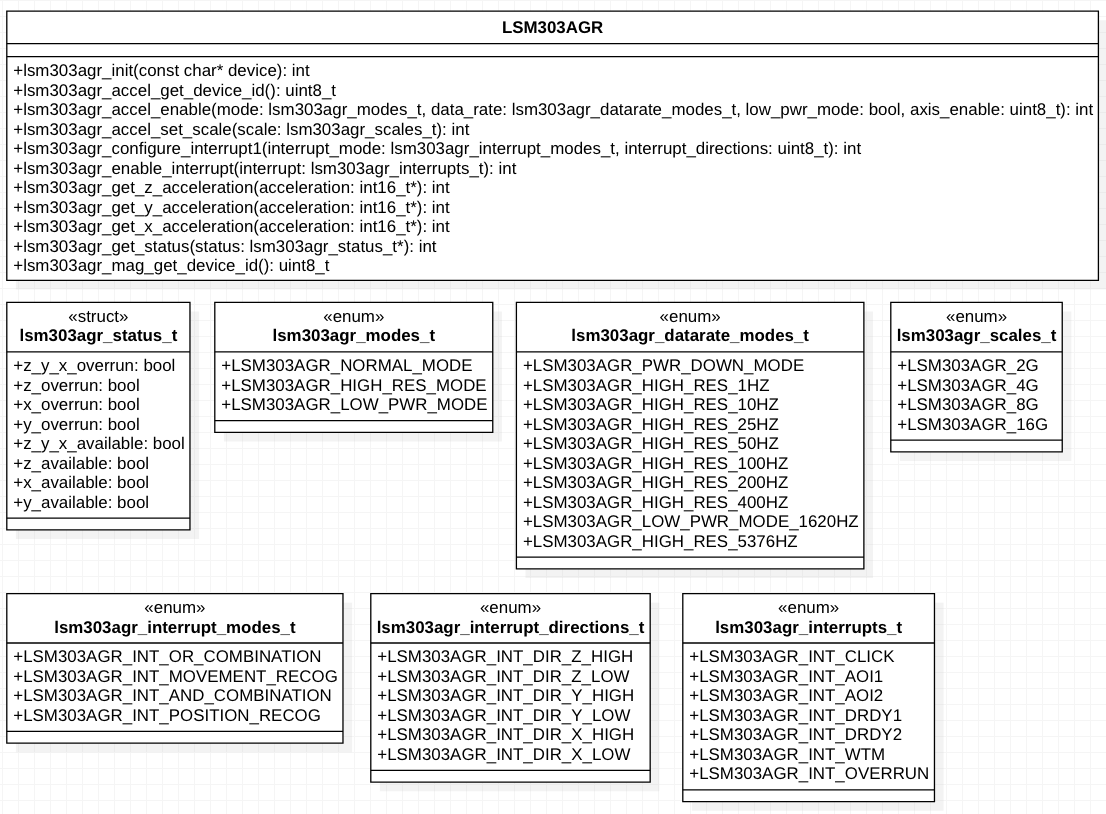 LSM303AGR
+lsm303agr_init(const char* device): int
+lsm303agr_accel_get_device_id(): uint8_t
+lsm303agr_accel_enable(mode: lsm303agr_modes_t, data_rate: lsm303agr_datarate_modes_t, low_pwr_mode: bool, axis_enable: uint8_t): int
+lsm303agr_accel_set_scale(scale: lsm303agr_scales_t): int
+lsm303agr_configure_interrupt1(interrupt_mode: lsm303agr_interrupt_modes_t, interrupt_directions: uint8_t): int
+lsm303agr_enable_interrupt(interrupt: lsm303agr_interrupts_t): int
+lsm303agr_get_z_acceleration(acceleration: int16_t*): int
+lsm303agr_get_y_acceleration(acceleration: int16_t*): int
+lsm303agr_get_x_acceleration(acceleration: int16_t*): int
+lsm303agr_get_status(status: lsm303agr_status_t*): int
+lsm303agr_mag_get_device_id(): uint8_t
«struct»
lsm303agr_status_t
+z_y_x_overrun: bool
+z_overrun: bool
+x_overrun: bool
+y_overrun: bool
+z_y_x_available: bool
+z_available: bool
+x_available: bool
+y_available: bool
«enum»
lsm303agr_modes_t
+LSM303AGR_NORMAL_MODE
+LSM303AGR_HIGH_RES_MODE
+LSM303AGR_LOW_PWR_MODE
«enum»
lsm303agr_datarate_modes_t
+LSM303AGR_PWR_DOWN_MODE
+LSM303AGR_HIGH_RES_1HZ
+LSM303AGR_HIGH_RES_10HZ
+LSM303AGR_HIGH_RES_25HZ
+LSM303AGR_HIGH_RES_50HZ
+LSM303AGR_HIGH_RES_100HZ
+LSM303AGR_HIGH_RES_200HZ
+LSM303AGR_HIGH_RES_400HZ
+LSM303AGR_LOW_PWR_MODE_1620HZ
+LSM303AGR_HIGH_RES_5376HZ
«enum»
lsm303agr_scales_t
+LSM303AGR_2G
+LSM303AGR_4G
+LSM303AGR_8G
+LSM303AGR_16G
«enum»
lsm303agr_interrupt_modes_t
+LSM303AGR_INT_OR_COMBINATION
+LSM303AGR_INT_MOVEMENT_RECOG
+LSM303AGR_INT_AND_COMBINATION
+LSM303AGR_INT_POSITION_RECOG
«enum»
lsm303agr_interrupt_directions_t
+LSM303AGR_INT_DIR_Z_HIGH
+LSM303AGR_INT_DIR_Z_LOW
+LSM303AGR_INT_DIR_Y_HIGH
+LSM303AGR_INT_DIR_Y_LOW
+LSM303AGR_INT_DIR_X_HIGH
+LSM303AGR_INT_DIR_X_LOW
«enum»
lsm303agr_interrupts_t
+LSM303AGR_INT_CLICK
+LSM303AGR_INT_AOI1
+LSM303AGR_INT_AOI2
+LSM303AGR_INT_DRDY1
+LSM303AGR_INT_DRDY2
+LSM303AGR_INT_WTM
+LSM303AGR_INT_OVERRUN